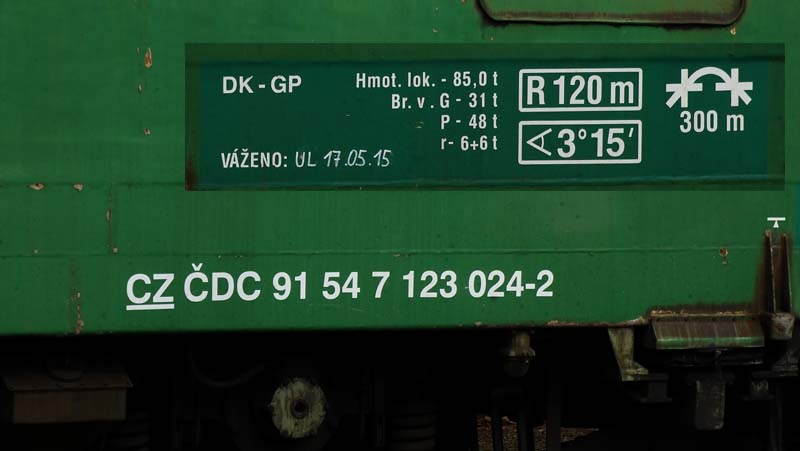 DK - GP
Hmot. lok. - 85,0 t
Br. v . G - 31 t
P - 48 t
r- 6+6 t
VÁŽENO: UL 17.05.15
R 120 m
3°15′
300 m
CZ ČDC 91 54 7 123 024-2